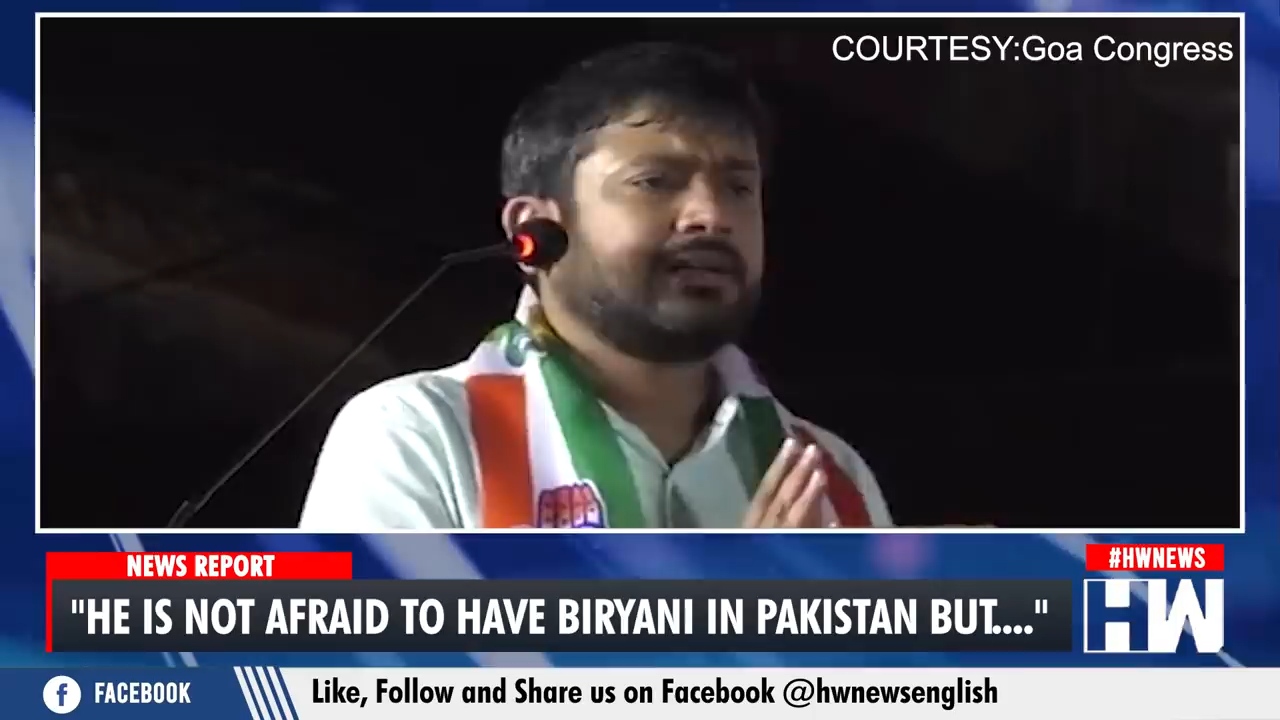 COURTESY:Goa Congress
NEWS REPORT
#HWNEWS
"HE IS NOT AFRAID TO HAVE BIRYANI IN PAKISTAN BUT...."
HW
f FACEBOOK
Like, Follow and Share us on Facebook @hwnewsenglish